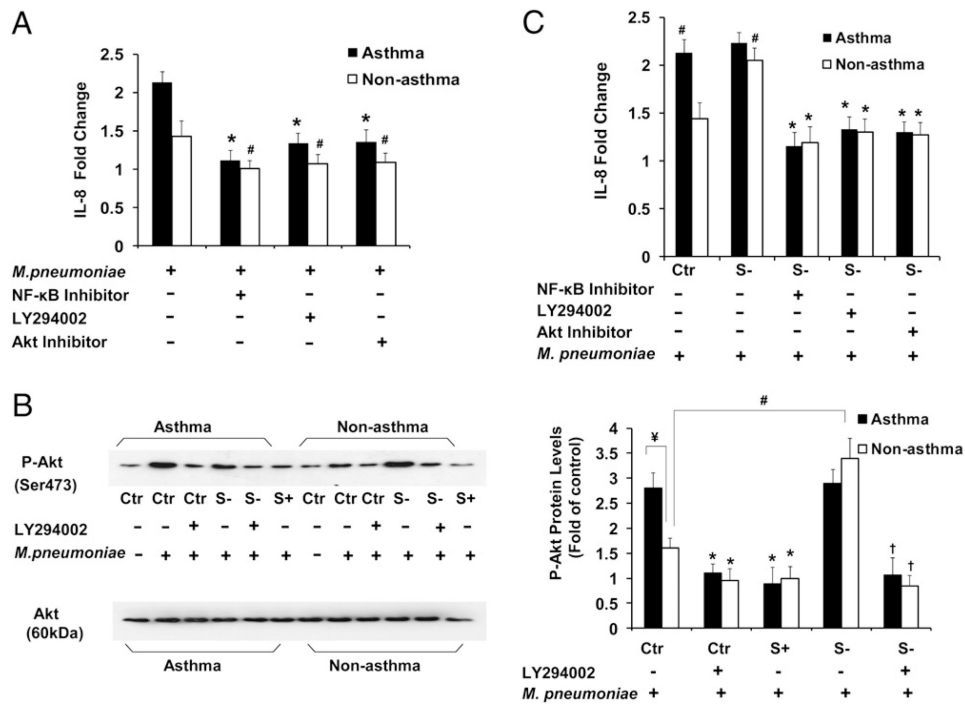 A
Asthma
Non-asthma
IL-8 Fold Change
2.5
2
1.5
1
0.5
0
* # * # * #
M.pneumoniae + + + +
NF-κB Inhibitor - + - -
LY294002 - - + -
Akt Inhibitor - - - +
C
Asthma
Non-asthma
IL-8 Fold Change
2.5
2
1.5
1
0.5
0
# # * * * * * *
Ctr S- S- S- S-
NF-κB Inhibitor - - + - -
LY294002 - - - + -
Akt Inhibitor - - - - +
M. pneumoniae + + + + +
B
Asthma Non-asthma
P-Akt
(Ser473)
Ctr Ctr Ctr S- S- S+ Ctr Ctr Ctr S- S- S+
LY294002 - - + - + - - - + - + -
M.pneumoniae - + + + + + - + + + + +
Akt
(60kDa)
Asthma Non-asthma
#
Asthma
Non-asthma
P-Akt Protein Levels
(Fold of control)
4
3.5
3
2.5
2
1.5
1
0.5
0
¥
* * * * † †
Ctr Ctr S+ S- S-
LY294002 - + - - +
M. pneumoniae + + + + +